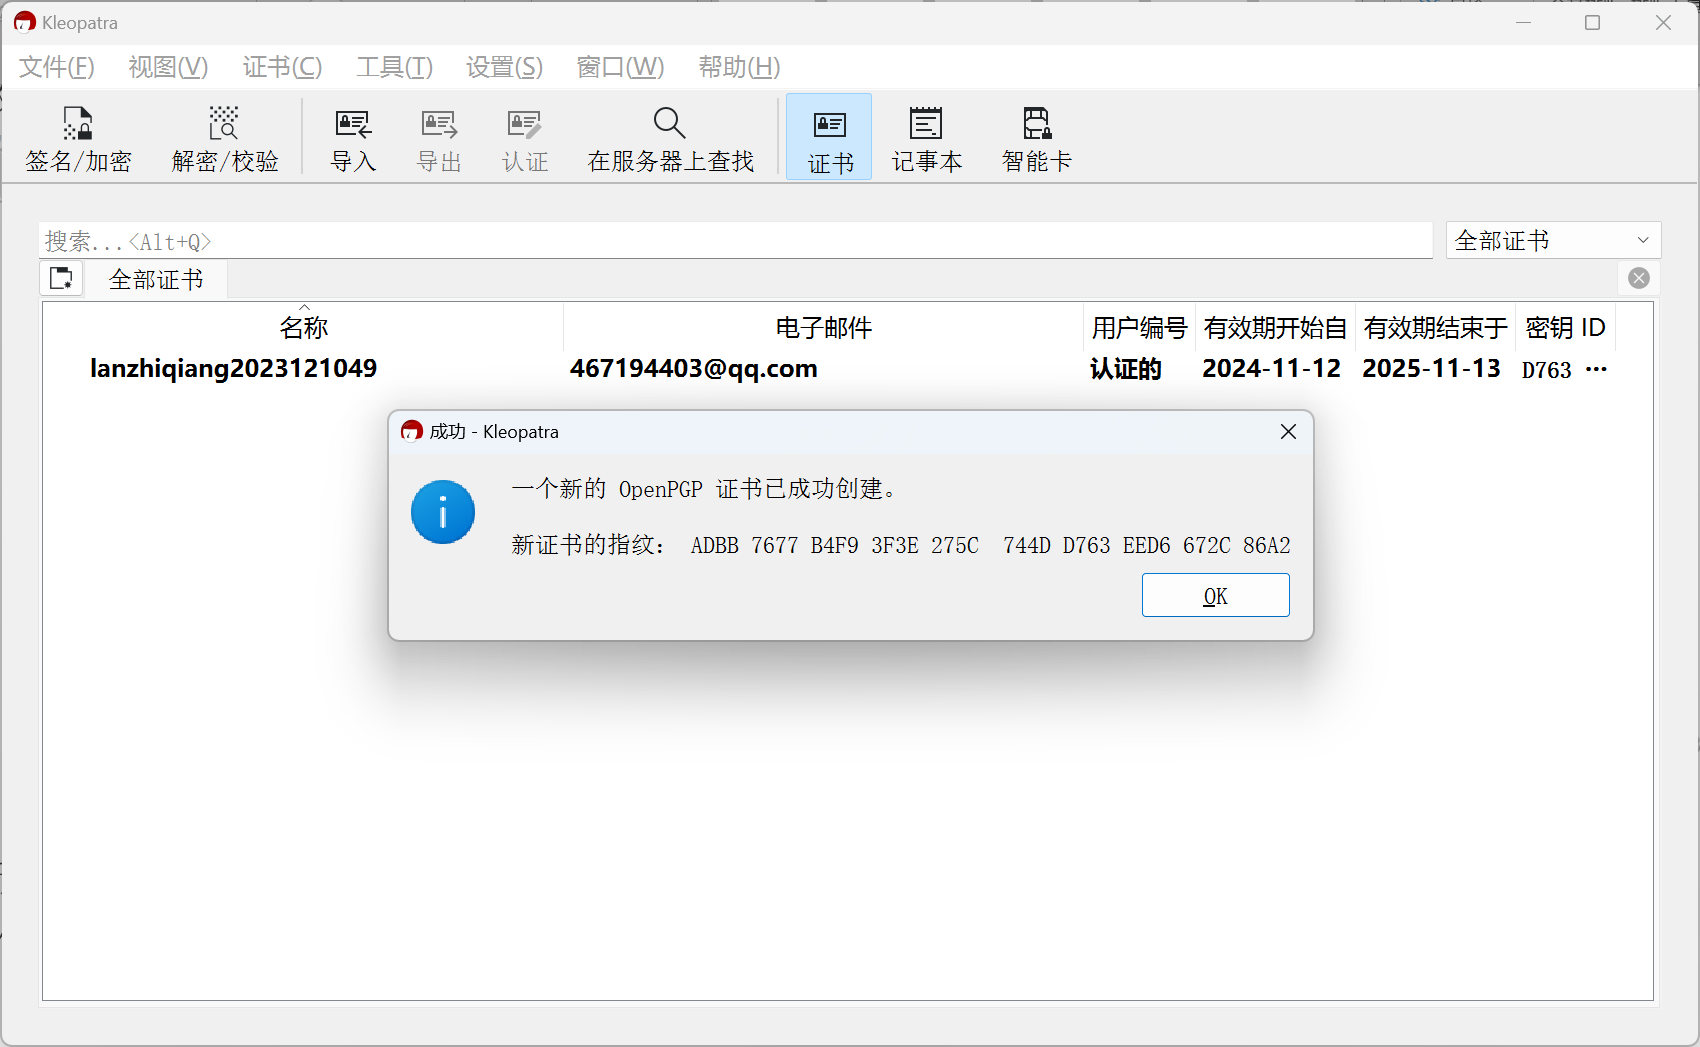 Kleopatra
文件(F) 视图(V) 证书(C) 工具(T) 设置(S) 窗口(W) 帮助(H)
签名/加密 解密/校验 导入 导出 认证 在服务器上查找 证书 记事本 智能卡
搜索...<Alt+Q> 全部证书
全部证书
名称 电子邮件 用户编号 有效期开始自 有效期结束于 密钥 ID
lanzhiqiang2023121049 467194403@qq.com 认证的 2024-11-12 2025-11-13 D763 ···
成功 - Kleopatra
一个新的 OpenPGP 证书已成功创建。
新证书的指纹： ADBB 7677 B4F9 3F3E 275C  744D D763 EED6 672C 86A2
OK